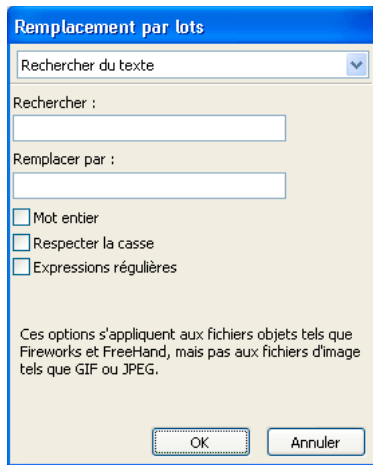 Remplacement par lots
Rechercher du texte
Rechercher :
Remplacer par :
Mot entier
Respecter la casse
Expressions régulières
Ces options s'appliquent aux fichiers objets tels que
Fireworks et FreeHand, mais pas aux fichiers d'image
tels que GIF ou JPEG.
OK
Annuler